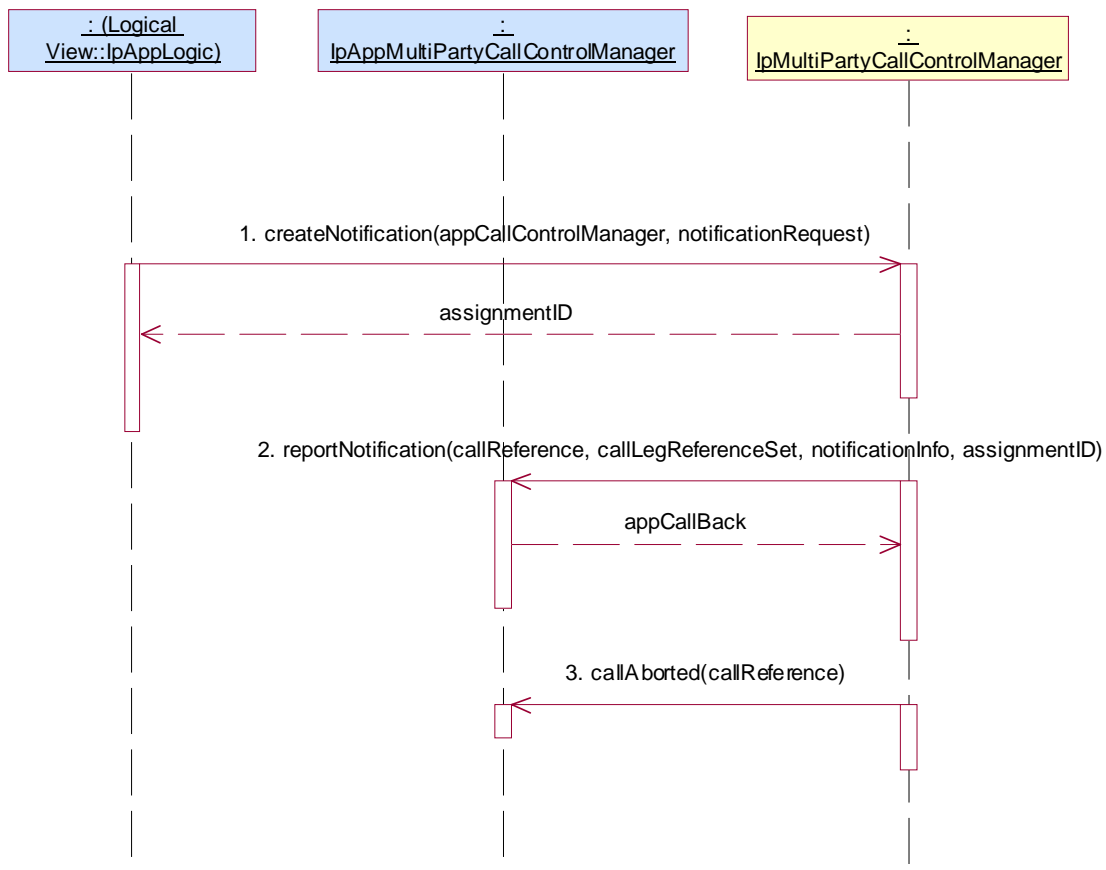 : (Logical
View::IpAppLogic)
:
IpAppMultiPartyCallControlManager
:
IpMultiPartyCallControlManager
1. createNotification(appCallControlManager, notificationRequest)
assignmentID
2. reportNotification(callReference, callLegReferenceSet, notificationInfo, assignmentID)
appCallBack
3. callAborted(callReference)